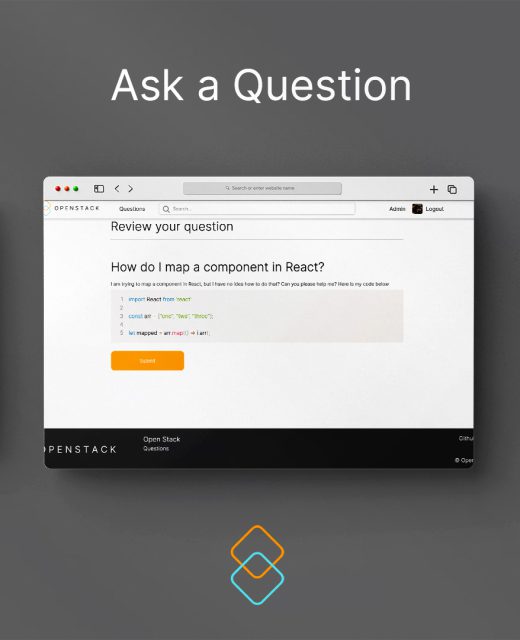 Ask a Question
Search or enter website name
OPENSTACK
Questions
Search...
Admin
Logout
Review your question
How do I map a component in React?
I am trying to map a component in React, but I have no idea how to do that? Can you please help me? Here is my code below
1 import React from 'react'
2
3 const arr = ["one", "two", "three"];
4
5 let mapped = arr.map(() => i.arr);
Submit
OPENSTACK
Open Stack
Questions
Githu
© Open